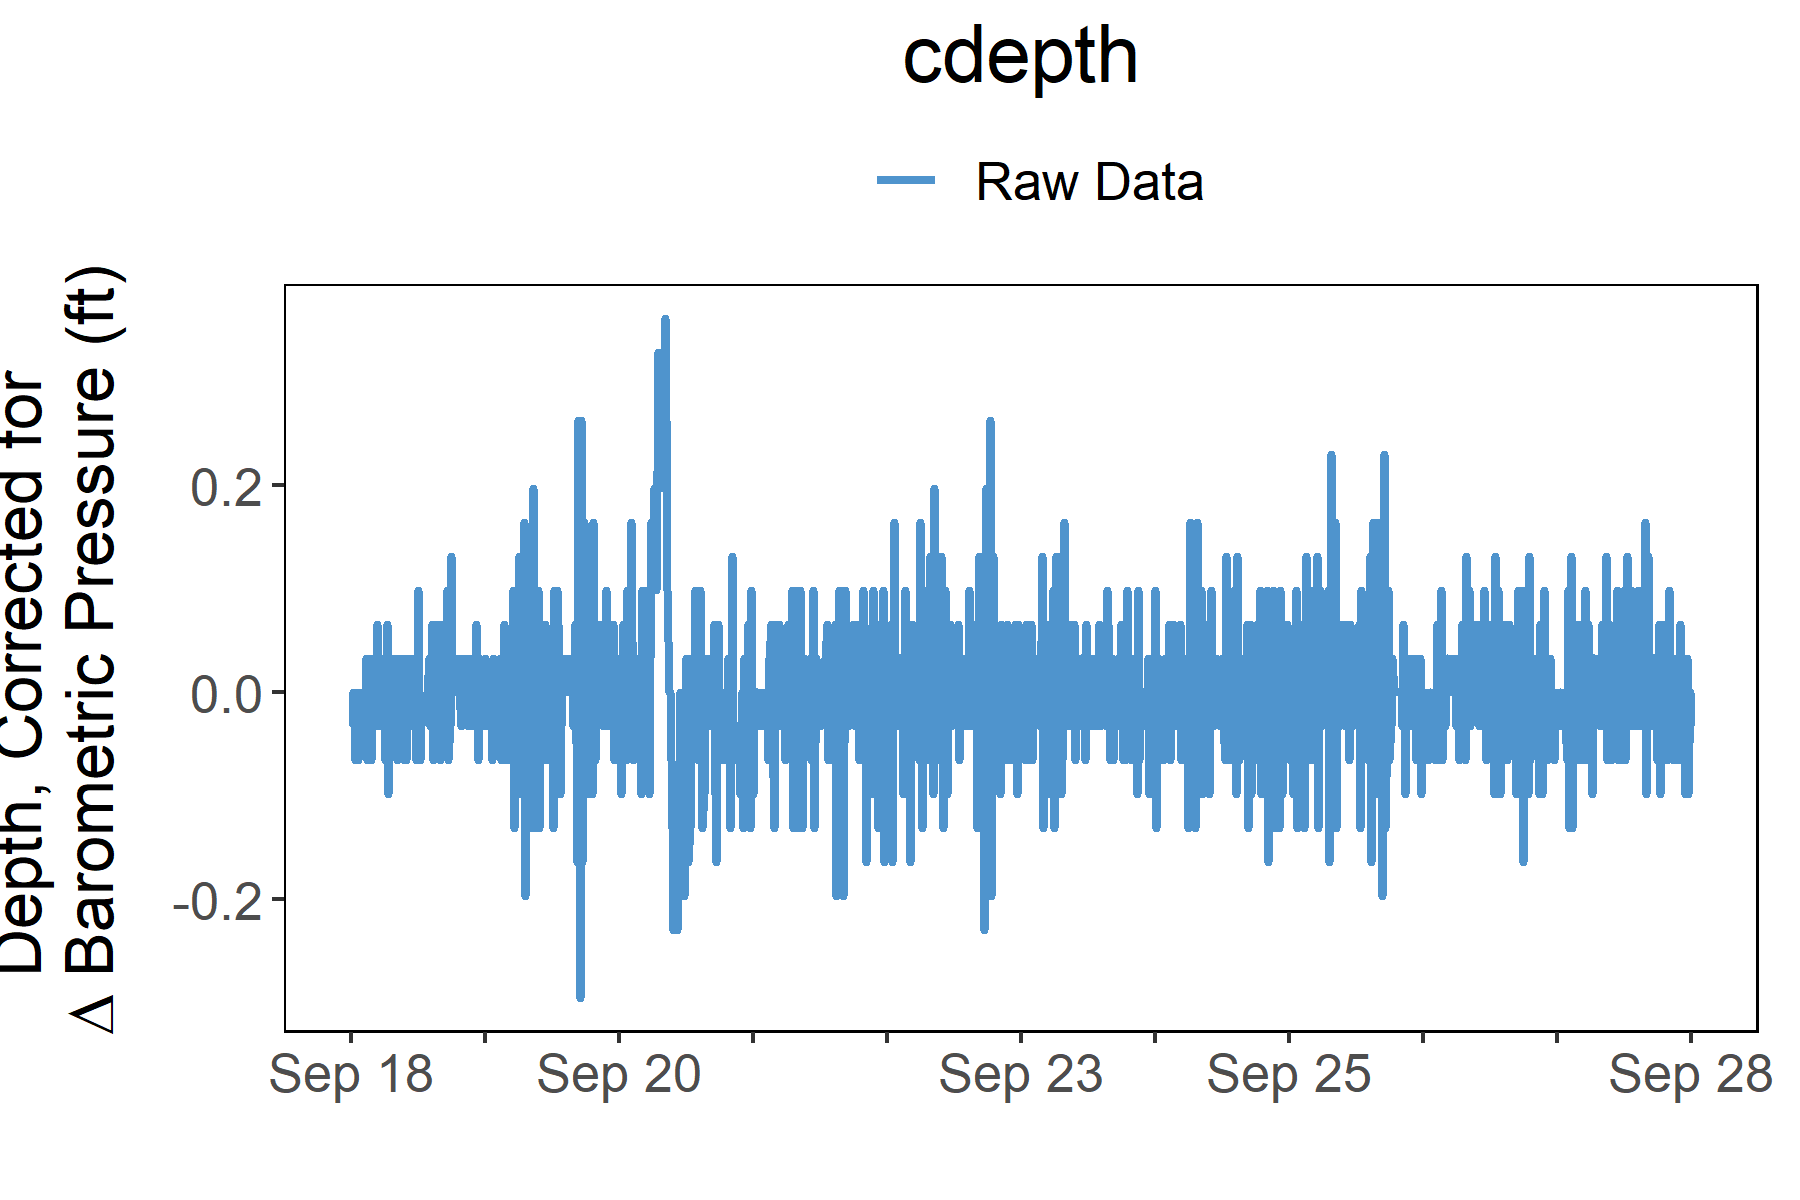 cdepth
Raw Data
Depth, Corrected for
Δ Barometric Pressure (ft)
0.2
0.0
-0.2
Sep 18 Sep 20 Sep 23 Sep 25 Sep 28